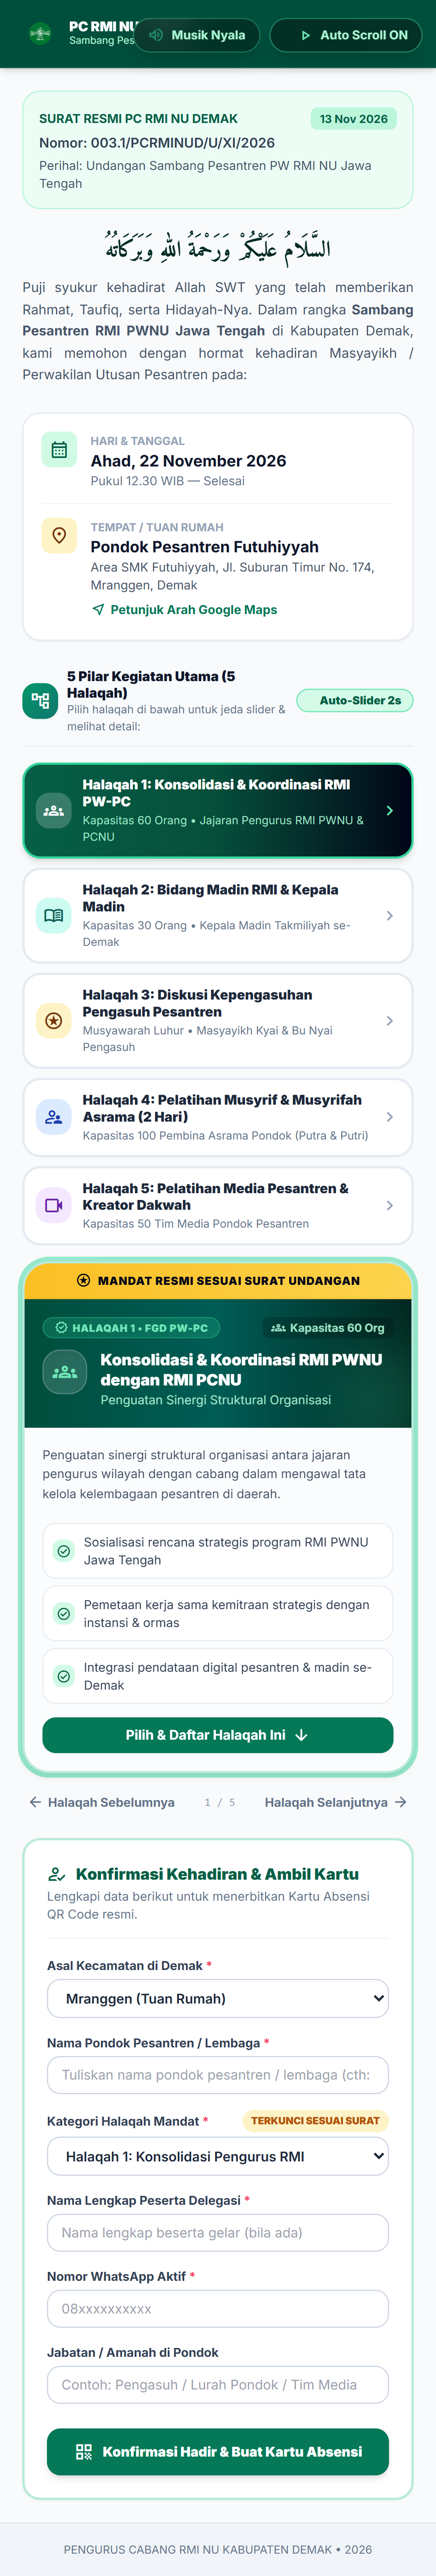 PC RMI NU
Sambang Pes
Musik Nyala
Auto Scroll ON
SURAT RESMI PC RMI NU DEMAK
13 Nov 2026
Nomor: 003.1/PCRMINUD/U/XI/2026
Perihal: Undangan Sambang Pesantren PW RMI NU Jawa
Tengah
السَّلَامُ عَلَيْكُمْ وَرَحْمَةُ اللهِ وَبَرَكَاتُهُ
Puji syukur kehadirat Allah SWT yang telah memberikan
Rahmat, Taufiq, serta Hidayah-Nya. Dalam rangka Sambang
Pesantren RMI PWNU Jawa Tengah di Kabupaten Demak,
kami memohon dengan hormat kehadiran Masyayikh /
Perwakilan Utusan Pesantren pada:
HARI & TANGGAL
Ahad, 22 November 2026
Pukul 12.30 WIB — Selesai
TEMPAT / TUAN RUMAH
Pondok Pesantren Futuhiyyah
Area SMK Futuhiyyah, Jl. Suburan Timur No. 174,
Mranggen, Demak
Petunjuk Arah Google Maps
5 Pilar Kegiatan Utama (5
Halaqah)
Pilih halaqah di bawah untuk jeda slider &
melihat detail:
Auto-Slider 2s
Halaqah 1: Konsolidasi & Koordinasi RMI
PW-PC
Kapasitas 60 Orang • Jajaran Pengurus RMI PWNU &
PCNU
Halaqah 2: Bidang Madin RMI & Kepala
Madin
Kapasitas 30 Orang • Kepala Madin Takmiliyah se-
Demak
Halaqah 3: Diskusi Kepengasuhan
Pengasuh Pesantren
Musyawarah Luhur • Masyayikh Kyai & Bu Nyai
Pengasuh
Halaqah 4: Pelatihan Musyrif & Musyrifah
Asrama (2 Hari)
Kapasitas 100 Pembina Asrama Pondok (Putra & Putri)
Halaqah 5: Pelatihan Media Pesantren &
Kreator Dakwah
Kapasitas 50 Tim Media Pondok Pesantren
MANDAT RESMI SESUAI SURAT UNDANGAN
HALAQAH 1 • FGD PW-PC
Kapasitas 60 Org
Konsolidasi & Koordinasi RMI PWNU
dengan RMI PCNU
Penguatan Sinergi Struktural Organisasi
Penguatan sinergi struktural organisasi antara jajaran
pengurus wilayah dengan cabang dalam mengawal tata
kelola kelembagaan pesantren di daerah.
Sosialisasi rencana strategis program RMI PWNU
Jawa Tengah
Pemetaan kerja sama kemitraan strategis dengan
instansi & ormas
Integrasi pendataan digital pesantren & madin se-
Demak
Pilih & Daftar Halaqah Ini
Halaqah Sebelumnya
1 / 5
Halaqah Selanjutnya
Konfirmasi Kehadiran & Ambil Kartu
Lengkapi data berikut untuk menerbitkan Kartu Absensi
QR Code resmi.
Asal Kecamatan di Demak *
Mranggen (Tuan Rumah)
Nama Pondok Pesantren / Lembaga *
Tuliskan nama pondok pesantren / lembaga (cth:
Kategori Halaqah Mandat *
TERKUNCI SESUAI SURAT
Halaqah 1: Konsolidasi Pengurus RMI
Nama Lengkap Peserta Delegasi *
Nama lengkap beserta gelar (bila ada)
Nomor WhatsApp Aktif *
08xxxxxxxxxx
Jabatan / Amanah di Pondok
Contoh: Pengasuh / Lurah Pondok / Tim Media
Konfirmasi Hadir & Buat Kartu Absensi
PENGURUS CABANG RMI NU KABUPATEN DEMAK • 2026